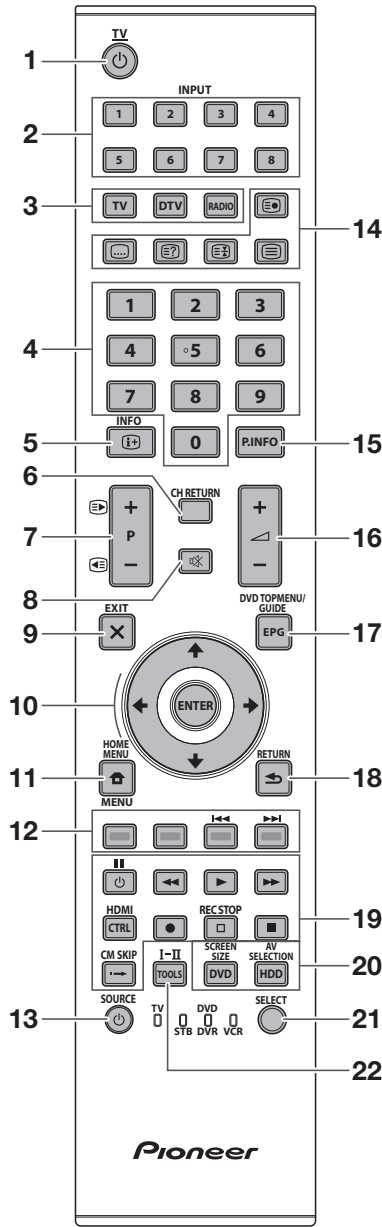 TV
1
INPUT
2
1 2 3 4
5 6 7 8
3
TV DTV RADIO
14
?
4
1 2 3
4 5 6
7 8 9
INFO
5
i+
0
P.INFO
15
6
CH RETURN
7
+
P
−
+
−
16
8
EXIT
9
DVD TOPMENU/
GUIDE
EPG
17
10
ENTER
HOME
MENU
11
MENU
RETURN
18
12
19
HDMI
CTRL
REC STOP
CM SKIP
I-II
TOOLS
SCREEN
SIZE
DVD
AV
SELECTION
HDD
20
SOURCE
13
TV
STB
DVD
DVR
VCR
SELECT
21
22
Pioneer